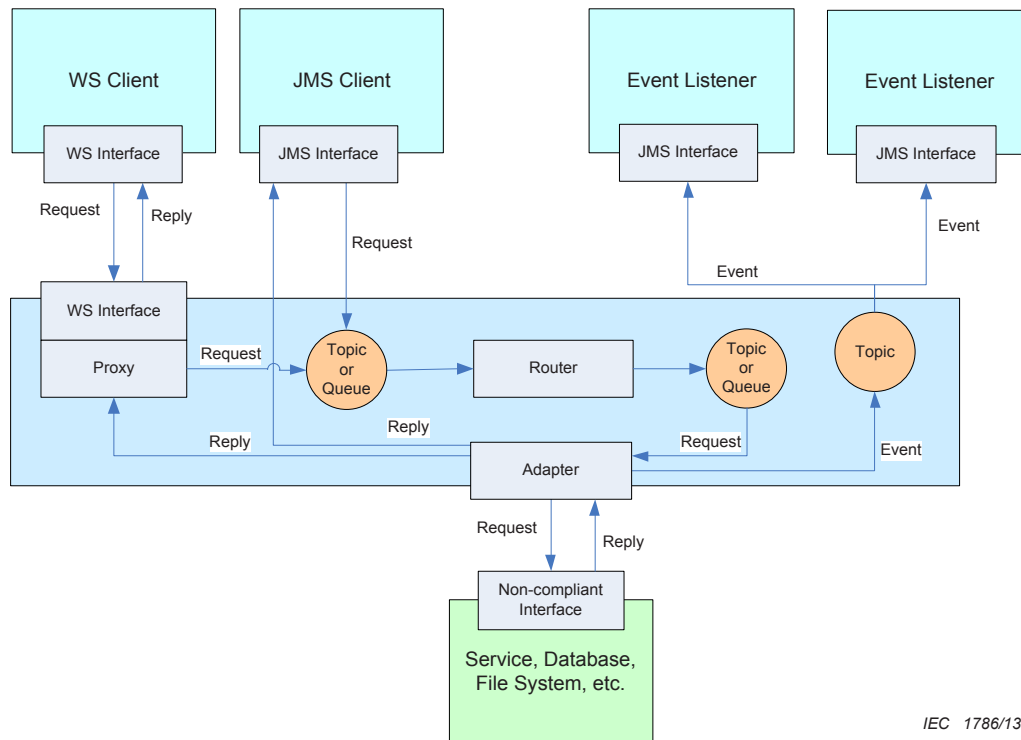 WS Client
JMS Client
Event Listener
Event Listener
WS Interface
JMS Interface
JMS Interface
JMS Interface
Request
Reply
Request
Event
Event
WS Interface
Proxy
Request
Topic
or
Queue
Router
Topic
or
Queue
Topic
Reply
Reply
Request
Event
Adapter
Request
Reply
Non-compliant
Interface
Service, Database,
File System, etc.
IEC 1786/13